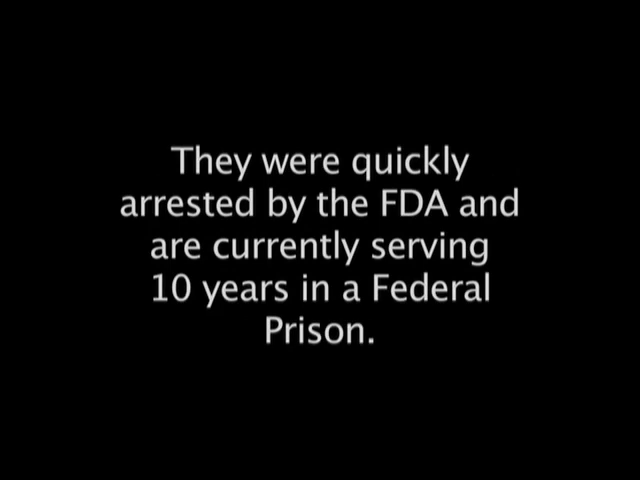 They were quickly
arrested by the FDA and
are currently serving
10 years in a Federal
Prison.